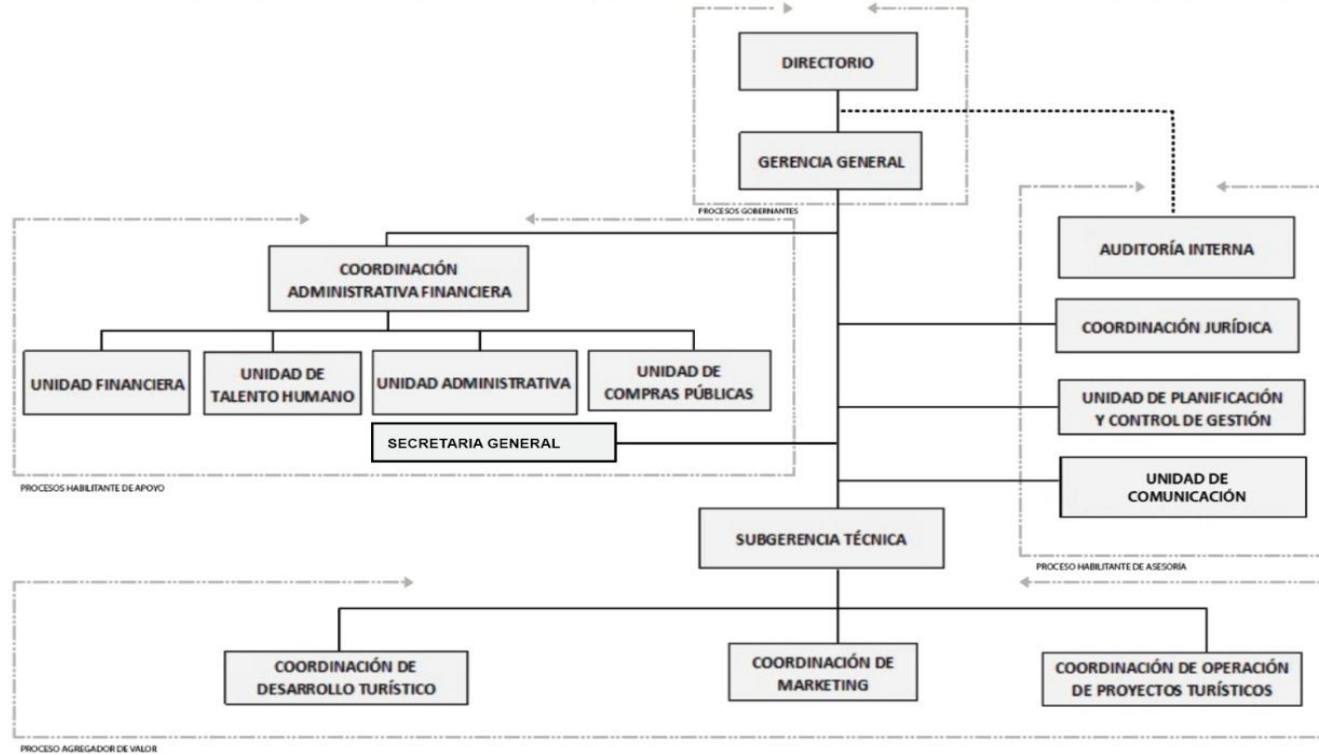 DIRECTORIO
GERENCIA GENERAL
PROCESOS GOBERNANTES
AUDITORÍA INTERNA
COORDINACIÓN
ADMINISTRATIVA FINANCIERA
COORDINACIÓN JURÍDICA
UNIDAD FINANCIERA
UNIDAD DE
TALENTO HUMANO
UNIDAD ADMINISTRATIVA
UNIDAD DE
COMPRAS PÚBLICAS
UNIDAD DE PLANIFICACIÓN
Y CONTROL DE GESTIÓN
SECRETARIA GENERAL
PROCESOS HABILITANTE DE APOYO
UNIDAD DE
COMUNICACIÓN
SUBGERENCIA TÉCNICA
PROCESO HABILITANTE DE ASESORÍA
COORDINACIÓN DE
DESARROLLO TURÍSTICO
COORDINACIÓN DE
MARKETING
COORDINACIÓN DE OPERACIÓN
DE PROYECTOS TURÍSTICOS
PROCESO AGREGADOR DE VALOR